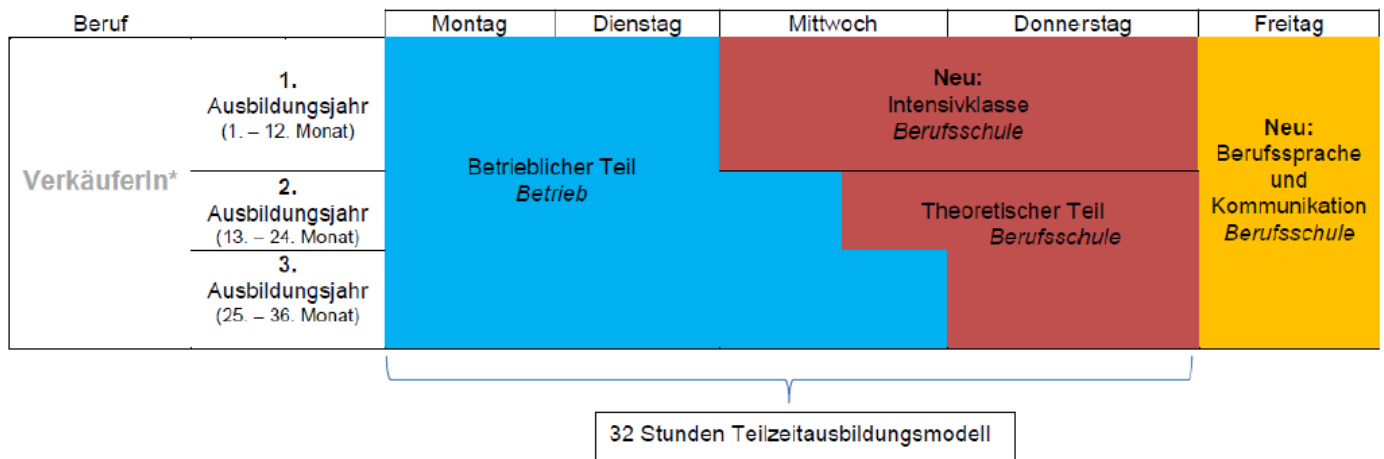 Beruf Montag Dienstag Mittwoch Donnerstag Freitag
VerkäuferIn*
1.
Ausbildungsjahr
(1. – 12. Monat)
2.
Ausbildungsjahr
(13. – 24. Monat)
3.
Ausbildungsjahr
(25. – 36. Monat)
Betrieblicher Teil
Betrieb
Neu:
Intensivklasse
Berufsschule
Theoretischer Teil
Berufsschule
Neu:
Berufssprache
und
Kommunikation
Berufsschule
32 Stunden Teilzeitausbildungsmodell